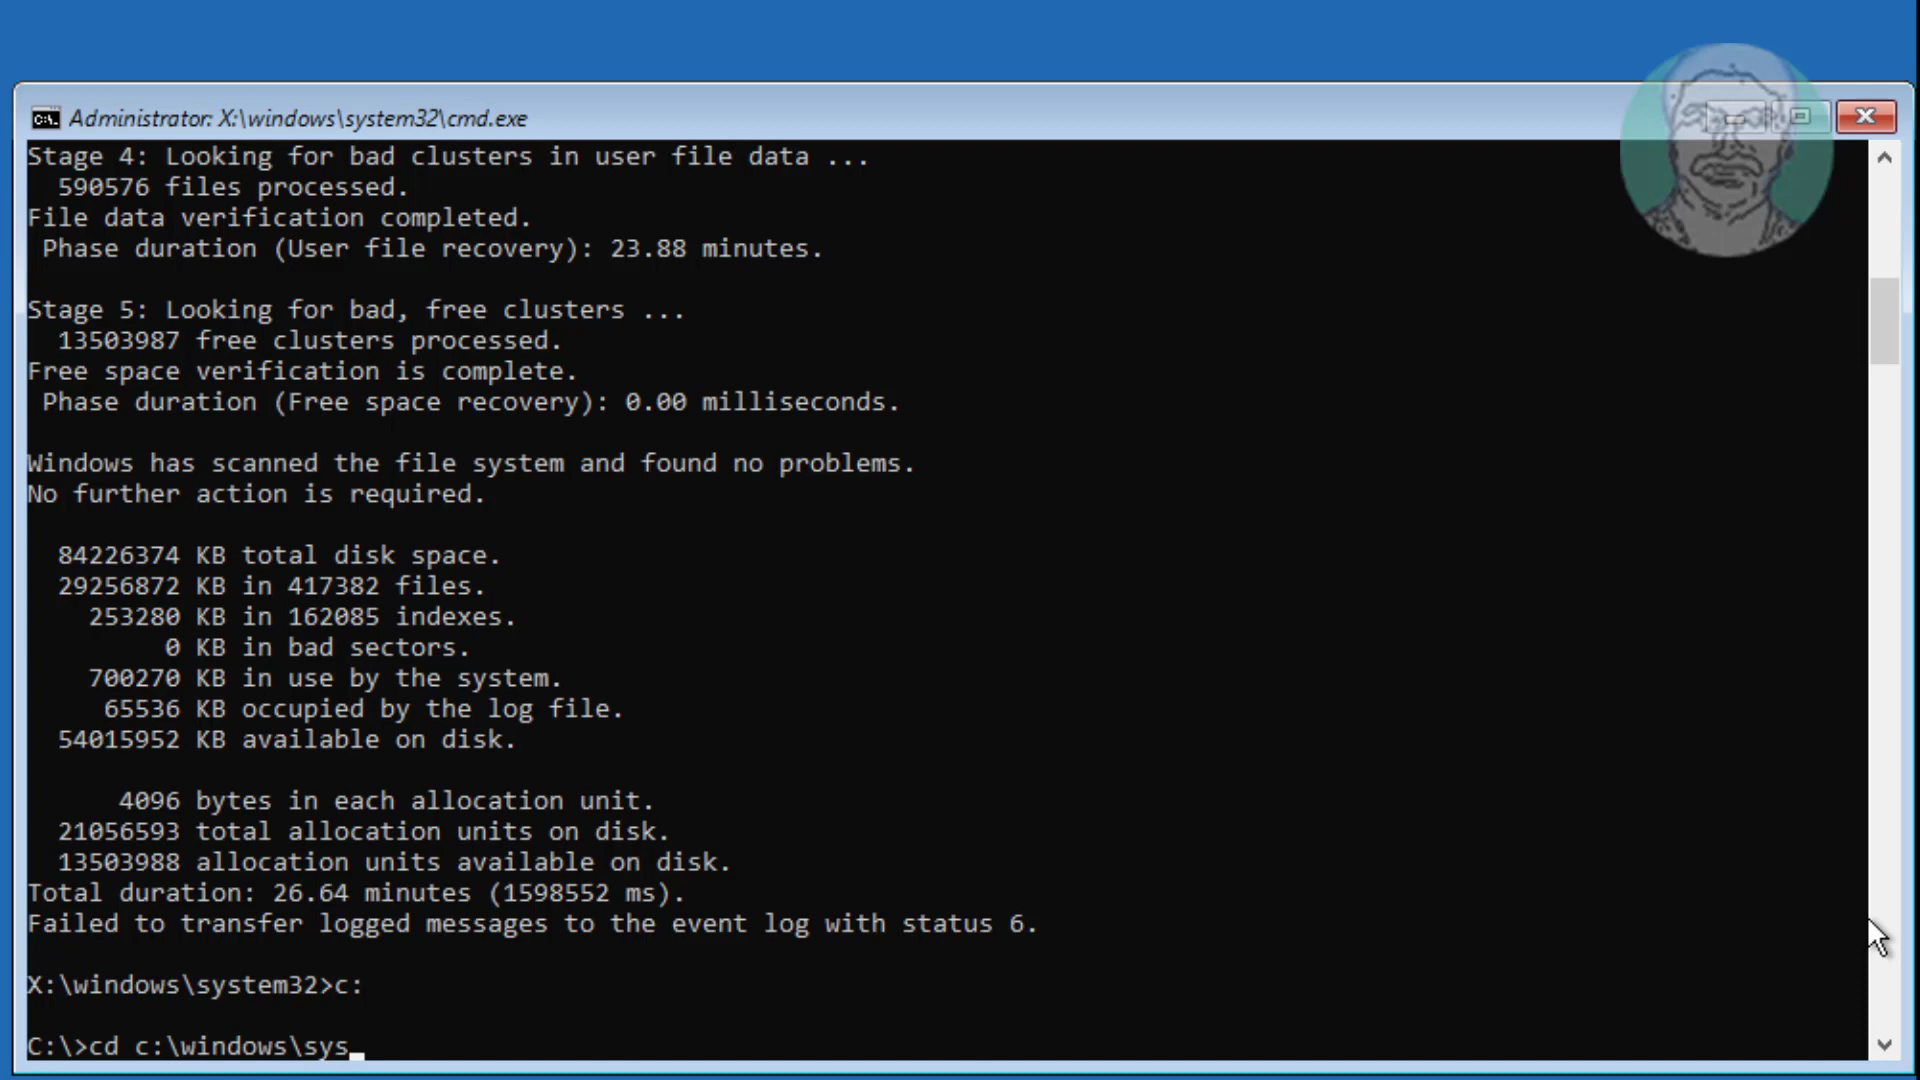 Administrator: X:\windows\system32\cmd.exe
Stage 4: Looking for bad clusters in user file data ...
590576 files processed.
File data verification completed.
Phase duration (User file recovery): 23.88 minutes.
Stage 5: Looking for bad, free clusters ...
13503987 free clusters processed.
Free space verification is complete.
Phase duration (Free space recovery): 0.00 milliseconds.
Windows has scanned the file system and found no problems.
No further action is required.
84226374 KB total disk space.
29256872 KB in 417382 files.
253280 KB in 162085 indexes.
0 KB in bad sectors.
700270 KB in use by the system.
65536 KB occupied by the log file.
54015952 KB available on disk.
4096 bytes in each allocation unit.
21056593 total allocation units on disk.
13503988 allocation units available on disk.
Total duration: 26.64 minutes (1598552 ms).
Failed to transfer logged messages to the event log with status 6.
X:\windows\system32>c:
C:\>cd c:\windows\sys